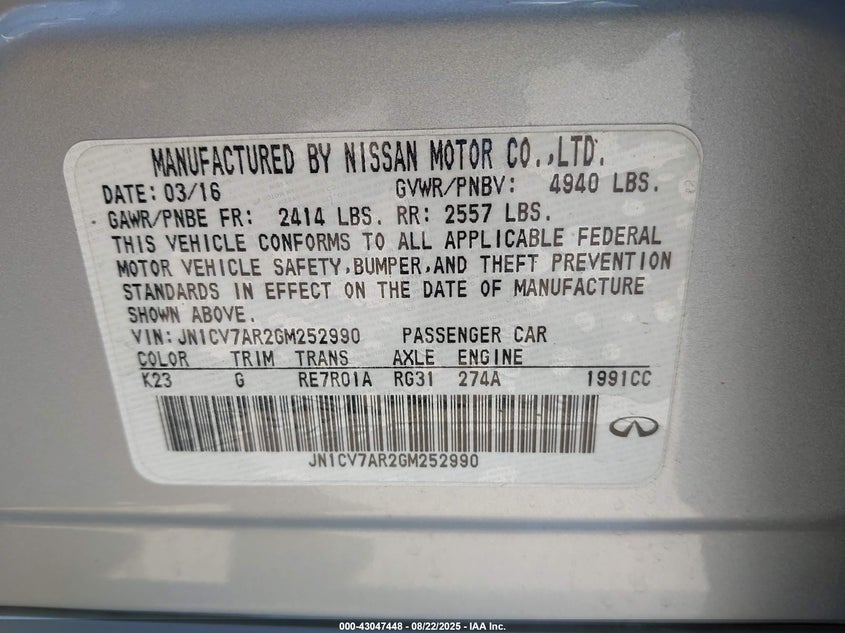 MANUFACTURED BY NISSAN MOTOR CO.,LTD.
DATE: 03/16 GVWR/PNBV: 4940 LBS.
GAWR/PNBE FR: 2414 LBS. RR: 2557 LBS.
THIS VEHICLE CONFORMS TO ALL APPLICABLE FEDERAL
MOTOR VEHICLE SAFETY,BUMPER,AND THEFT PREVENTION
STANDARDS IN EFFECT ON THE DATE OF MANUFACTURE
SHOWN ABOVE.
VIN:JN1CV7AR2GM252990 PASSENGER CAR
COLOR TRIM TRANS AXLE ENGINE
K23 G RE7R01A RG31 274A 1991CC
JN1CV7AR2GM252990
000-43047448 - 08/22/2025 - IAA Inc.